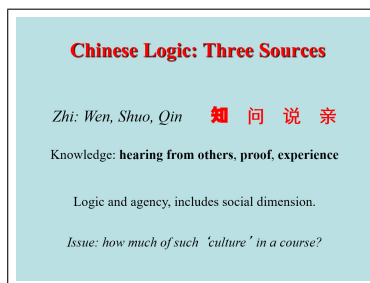 Chinese Logic: Three Sources
Zhi: Wen, Shuo, Qin 知 问 说 亲
Knowledge: hearing from others, proof, experience
Logic and agency, includes social dimension.
Issue: how much of such ‘culture’ in a course?